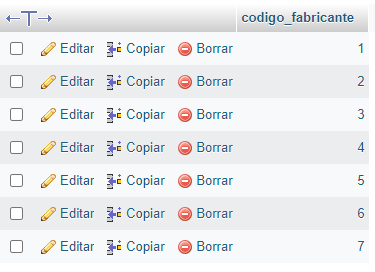 codigo_fabricante
Editar Copiar Borrar 1
Editar Copiar Borrar 2
Editar Copiar Borrar 3
Editar Copiar Borrar 4
Editar Copiar Borrar 5
Editar Copiar Borrar 6
Editar Copiar Borrar 7